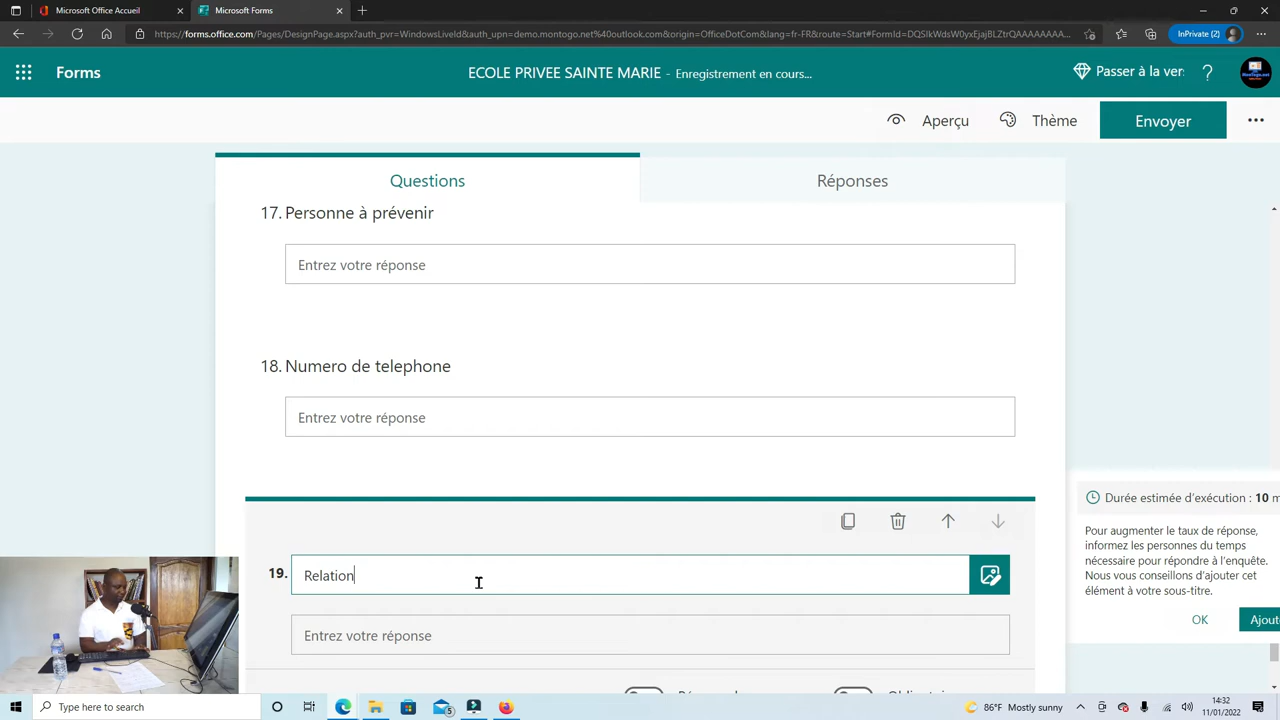 Microsoft Office Accueil
Microsoft Forms
https://forms.office.com/Pages/DesignPage.aspx?auth_pvr=WindowsLiveId&auth_upn=demo.montogo.net%40outlook.com&origin=OfficeDotCom&lang=fr-FR&route=Start#FormId=DQSIkWdsW0yxEjajBLZtrQAAAAAAA...
InPrivate (2)
Forms
ECOLE PRIVEE SAINTE MARIE - Enregistrement en cours...
Passer à la ver
?
Aperçu
Thème
Envoyer
Questions
Réponses
17. Personne à prévenir
Entrez votre réponse
18. Numero de telephone
Entrez votre réponse
19. Relation
Entrez votre réponse
Durée estimée d'exécution : 10 m
Pour augmenter le taux de réponse,
informez les personnes du temps
nécessaire pour répondre à l'enquête.
Nous vous conseillons d'ajouter cet
élément à votre sous-titre.
OK
Ajout
Type here to search
5
86°F Mostly sunny
14:32
11/01/2022